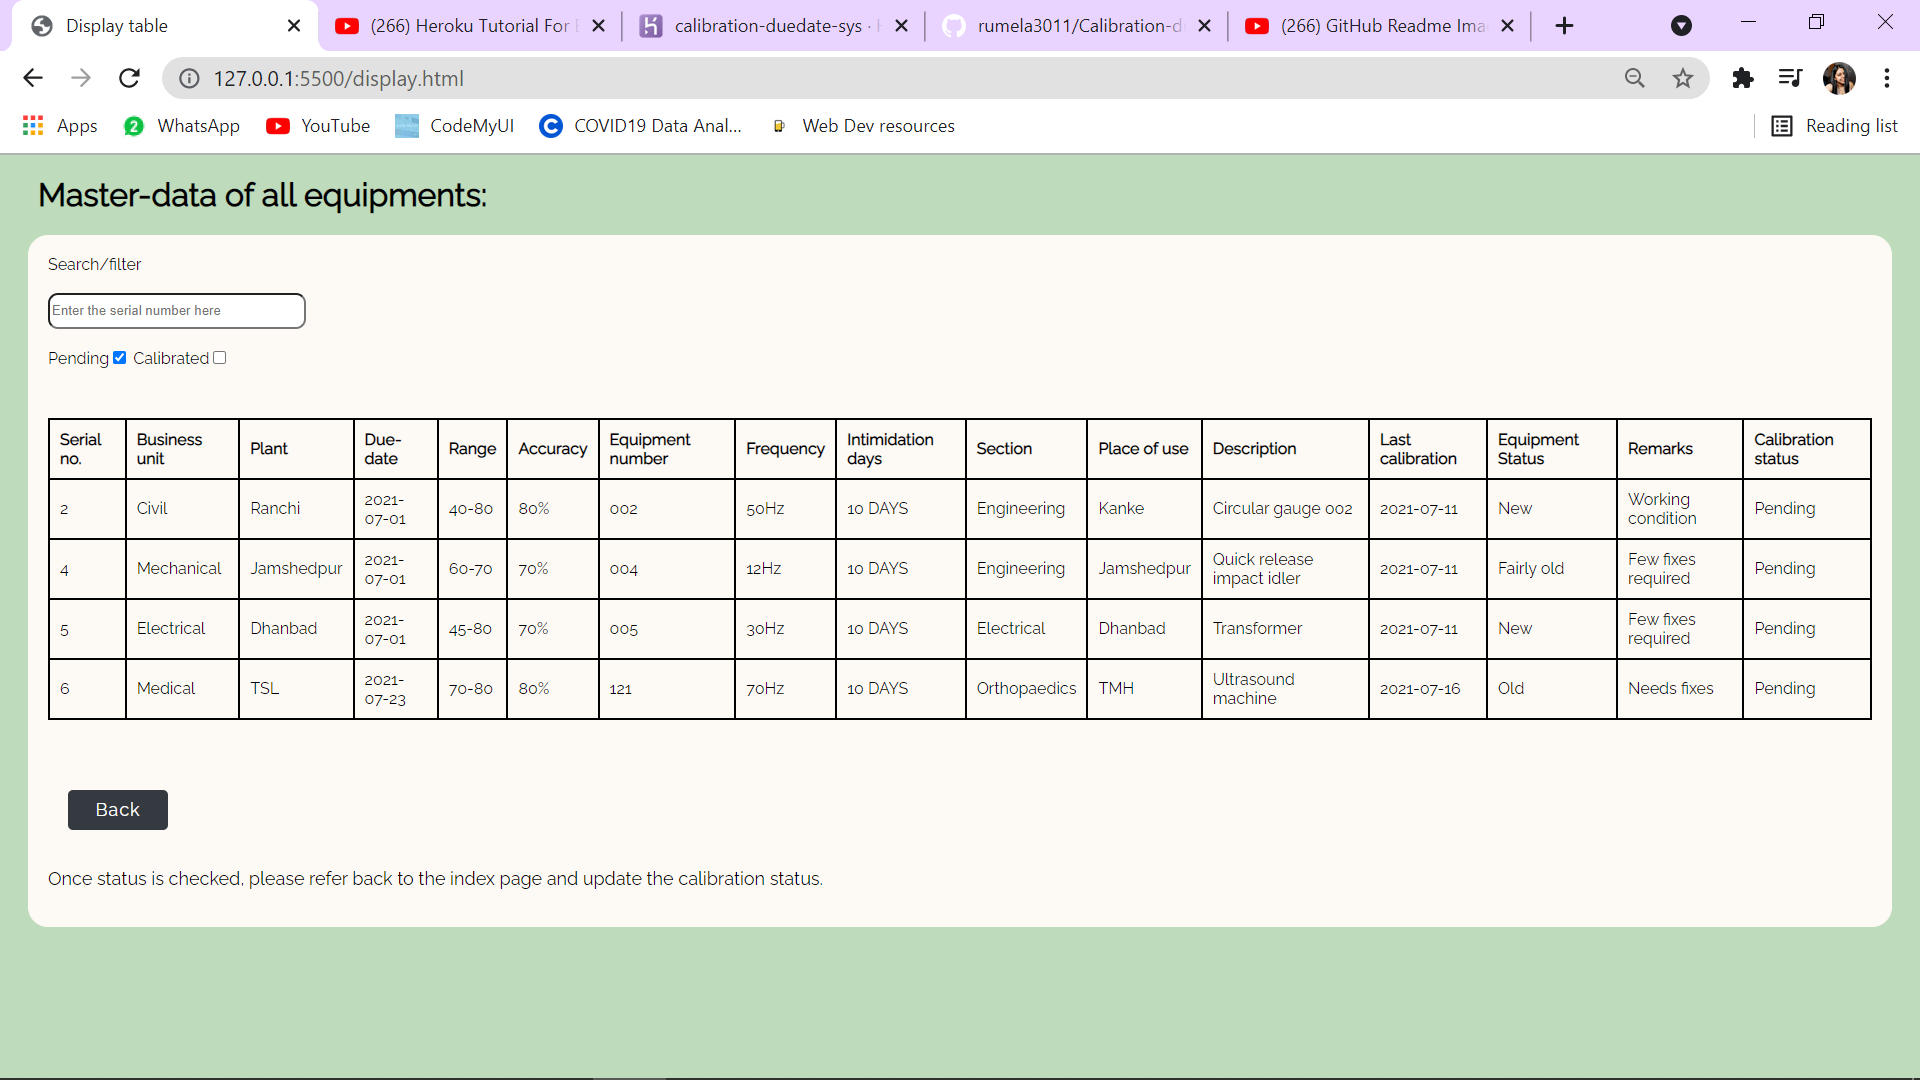 Display table
(266) Heroku Tutorial For
calibration-duedate-sys ·
rumela3011/Calibration-d
(266) GitHub Readme Ima
127.0.0.1:5500/display.html
Apps
2
WhatsApp
YouTube
CodeMyUI
C
COVID19 Data Anal...
Web Dev resources
Reading list
Master-data of all equipments:
Search/filter
Enter the serial number here
Pending Calibrated
Serial no. Business unit Plant Due-date Range Accuracy Equipment number Frequency Intimidation days Section Place of use Description Last calibration Equipment Status Remarks Calibration status
2 Civil Ranchi 2021-07-01 40-80 80% 002 50Hz 10 DAYS Engineering Kanke Circular gauge 002 2021-07-11 New Working condition Pending
4 Mechanical Jamshedpur 2021-07-01 60-70 70% 004 12Hz 10 DAYS Engineering Jamshedpur Quick release impact idler 2021-07-11 Fairly old Few fixes required Pending
5 Electrical Dhanbad 2021-07-01 45-80 70% 005 30Hz 10 DAYS Electrical Dhanbad Transformer 2021-07-11 New Few fixes required Pending
6 Medical TSL 2021-07-23 70-80 80% 121 70Hz 10 DAYS Orthopaedics TMH Ultrasound machine 2021-07-16 Old Needs fixes Pending
Back
Once status is checked, please refer back to the index page and update the calibration status.